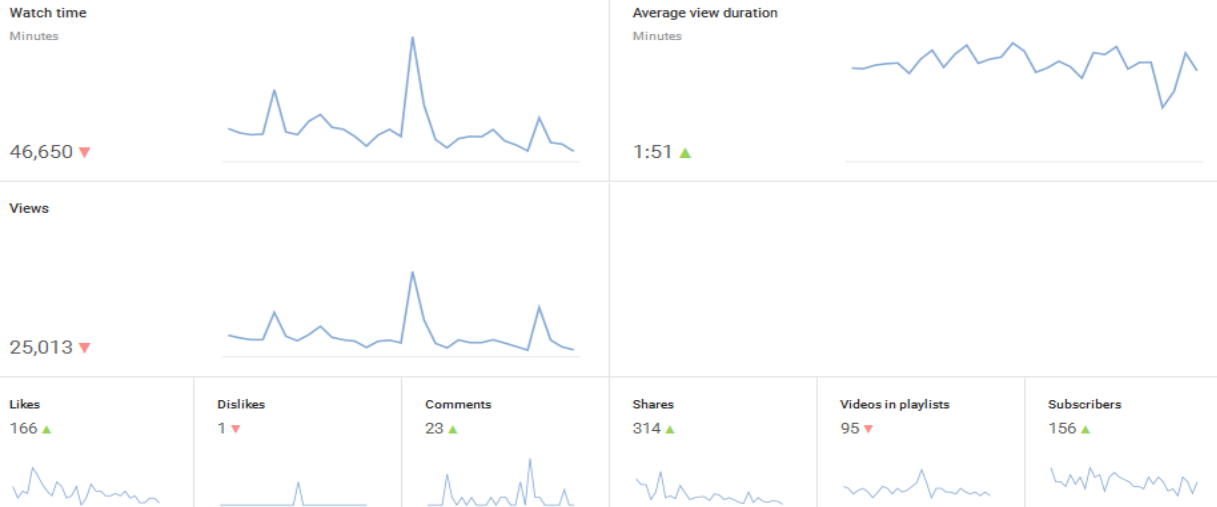 Watch time
Minutes
46,650
Average view duration
Minutes
1:51
Views
25,013
Likes
166
Dislikes
1
Comments
23
Shares
314
Videos in playlists
95
Subscribers
156